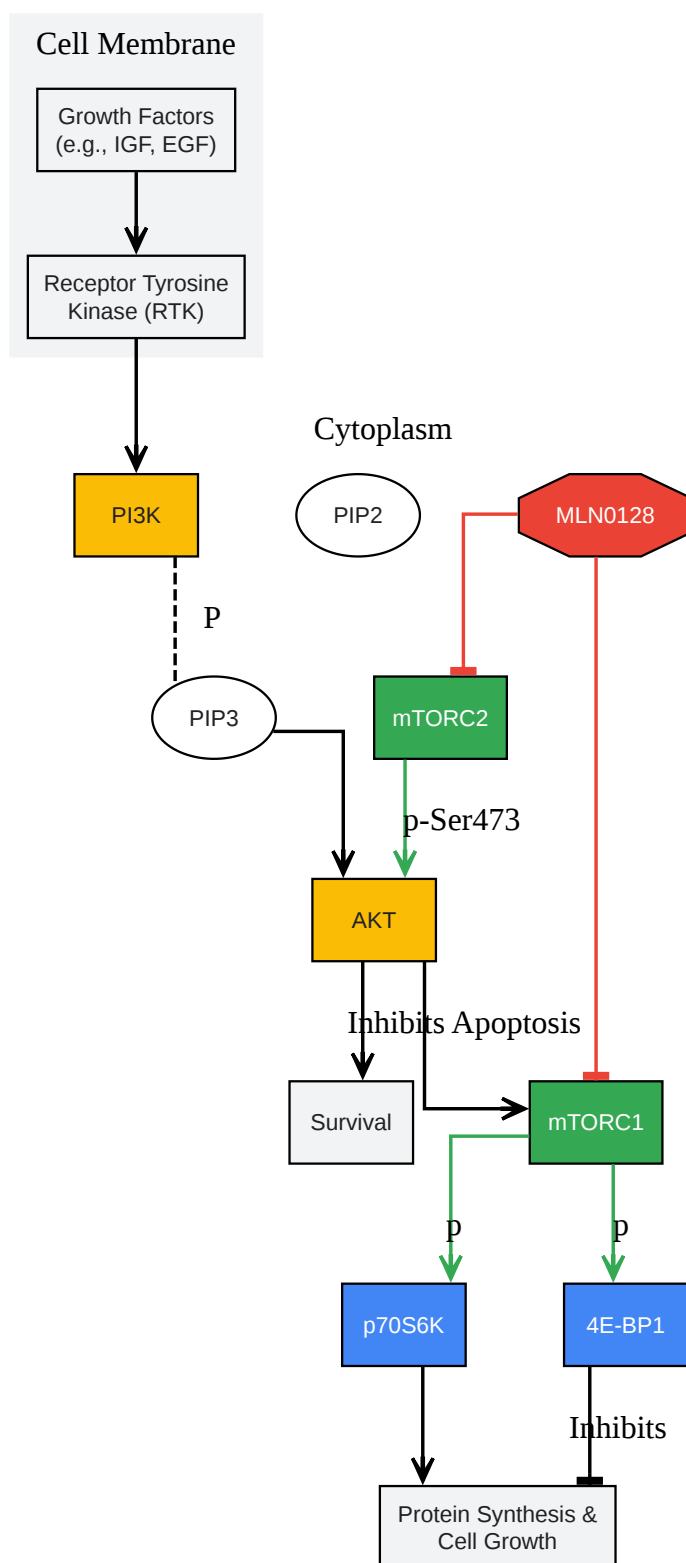 Cell Membrane
Growth Factors
(e.g., IGF, EGF)
Receptor Tyrosine
Kinase (RTK)
Cytoplasm
PI3K
PIP2
MLN0128
P
PIP3
mTORC2
p-Ser473
AKT
Inhibits Apoptosis
Survival
mTORC1
p
p
p70S6K
4E-BP1
Inhibits
Protein Synthesis &
Cell Growth